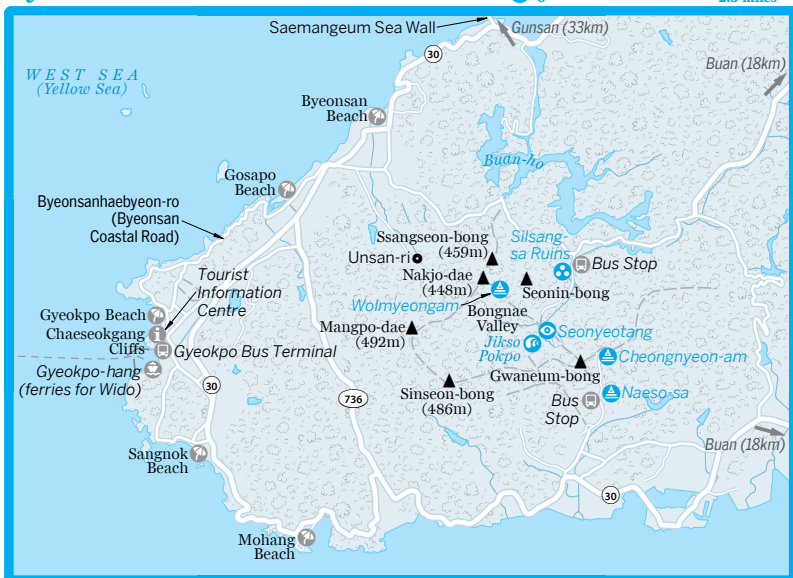 2.5 miles
Saemangeum Sea Wall
Gunsan (33km)
30
Buan (18km)
WEST SEA
(Yellow Sea)
Byeonsan
Beach
Buan-ho
Gosapo
Beach
Byeonsanhaebyeon-ro
(Byeonsan
Coastal Road)
Ssangseon-bong
(459m)
Silsang-
sa Ruins
Unsan-ri
Bus Stop
Nakjo-dae
(448m)
Seonin-bong
Tourist
Information
Centre
Wolmyeongam
Bongnae
Valley
Gyeokpo Beach
Chaeseokgang
Cliffs
Mangpo-dae
(492m)
Seonyeotang
Jikso
Pokpo
Gyeokpo Bus Terminal
Cheongnyeon-am
Gyeokpo-hang
(ferries for Wido)
Gwaneum-bong
30
Sinseon-bong
(486m)
736
Naeso-sa
Bus
Stop
Buan (18km)
Sangnok
Beach
30
Mohang
Beach